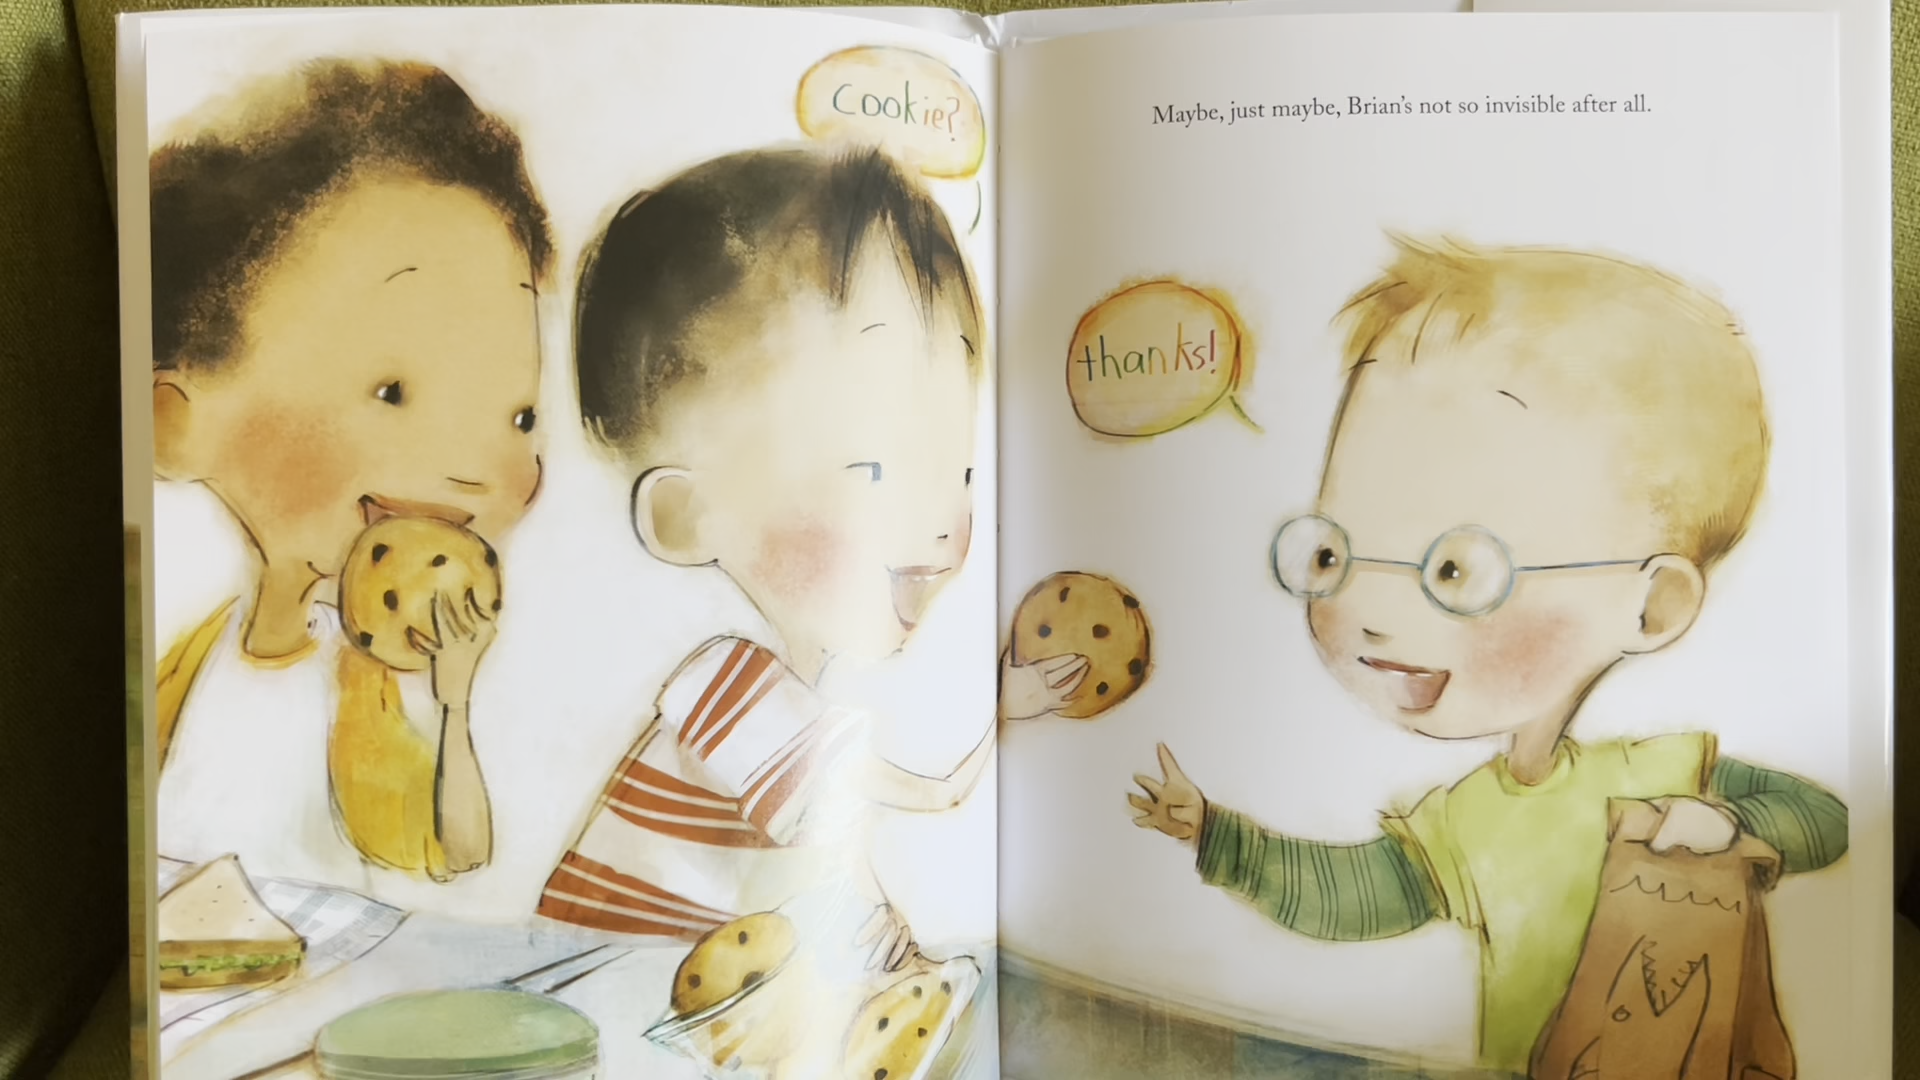 Cookie?
Maybe, just maybe, Brian's not so invisible after all.
thanks!